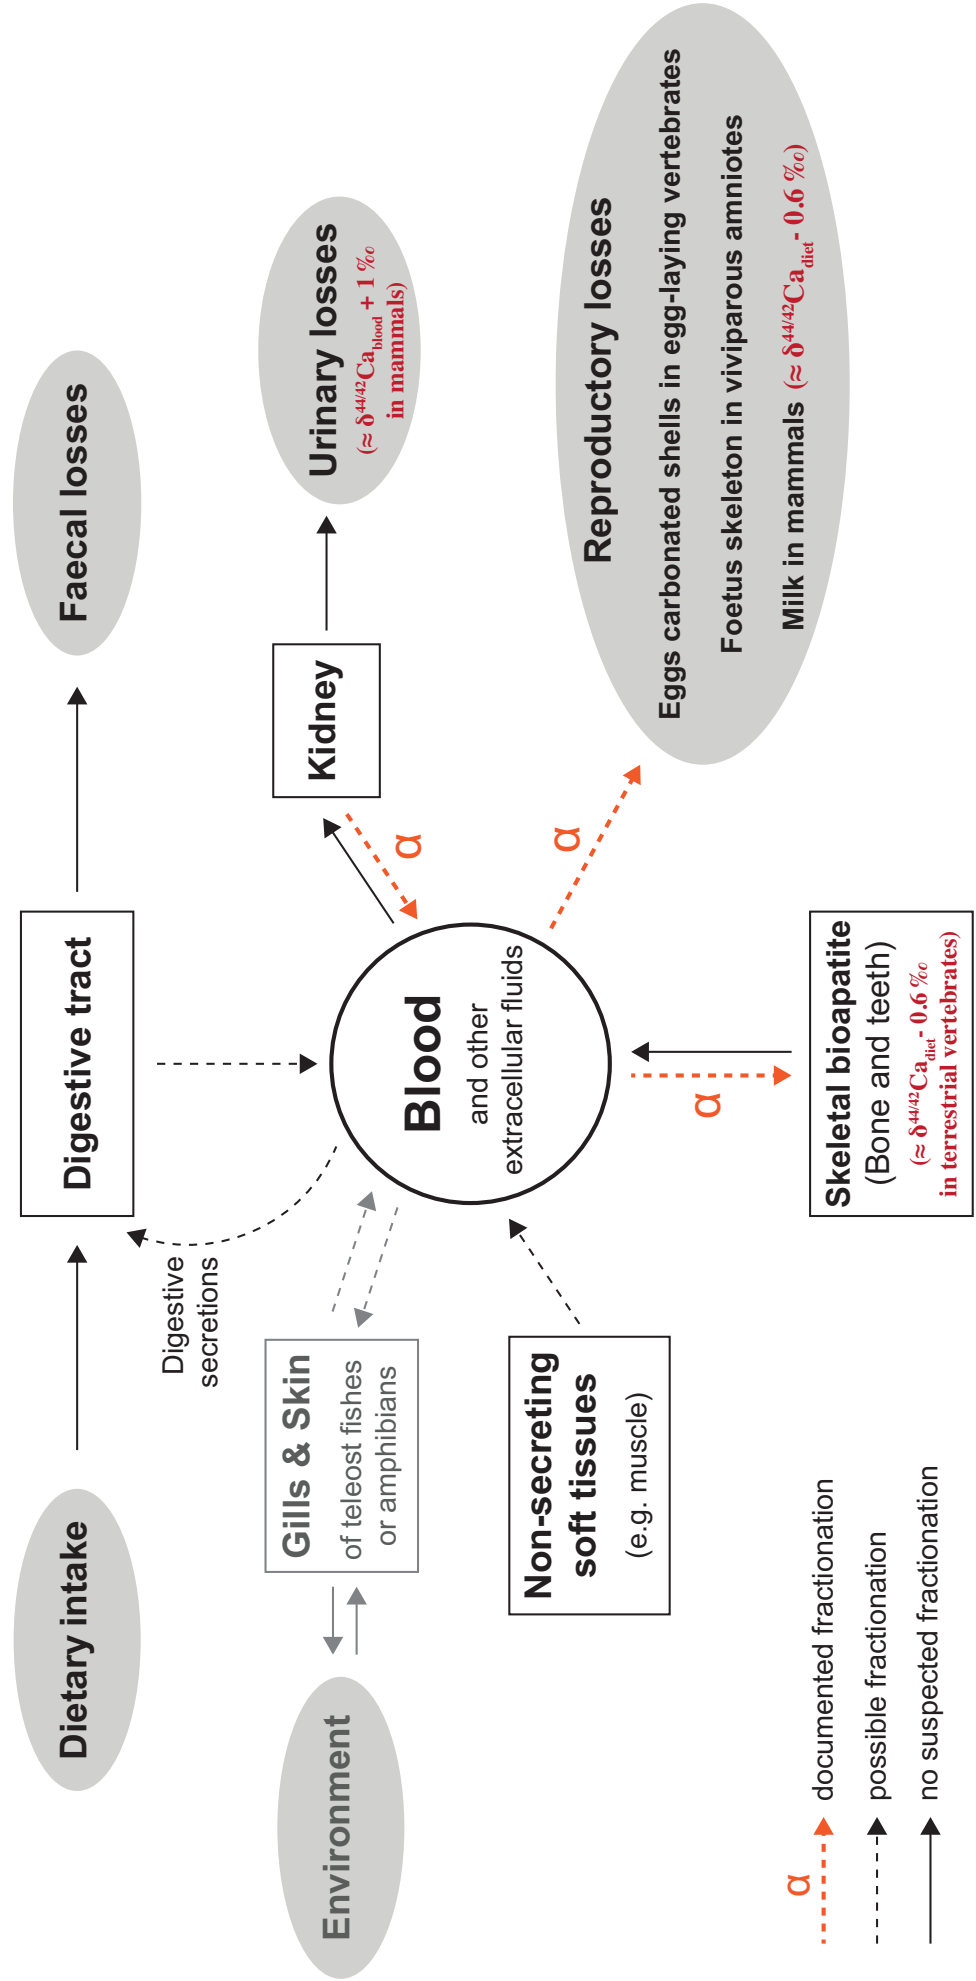 Dietary intake
Digestive tract
Faecal losses
Digestive
secretions
Environment
Gills & Skin
of teleost fishes
or amphibians
Blood
and other
extracellular fluids
Kidney
α
Urinary losses
(≈ δ44/42Cablood + 1 ‰
in mammals)
Non-secreting
soft tissues
(e.g. muscle)
α
Reproductory losses
Eggs carbonated shells in egg-laying vertebrates
Foetus skeleton in viviparous amniotes
Milk in mammals (≈ δ44/42Cadiet - 0.6 ‰)
α
Skeletal bioapatite
(Bone and teeth)
(≈ δ44/42Cadiet - 0.6 ‰
in terrestrial vertebrates)
α
documented fractionation
possible fractionation
no suspected fractionation